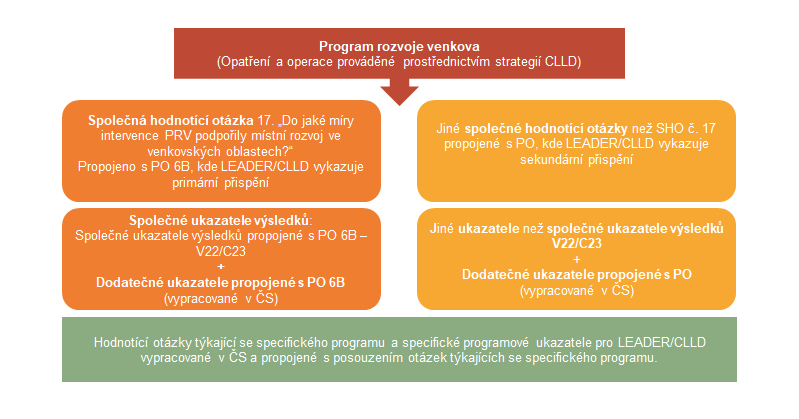 Program rozvoje venkova
(Opatření a operace prováděné prostřednictvím strategií CLLD)
Společná hodnotící otázka 17. „Do jaké míry
intervence PRV podpořily místní rozvoj ve
venkovských oblastech?“
Propojeno s PO 6B, kde LEADER/CLLD vykazuje
primární přispění
Jiné společné hodnotící otázky než SHO č. 17
propojené s PO, kde LEADER/CLLD vykazuje
sekundární přispění
Společné ukazatele výsledků:
Společné ukazatele výsledků propojené s PO 6B –
V22/C23
+
Dodatečné ukazatele propojené s PO 6B
(vypracované v ČS)
Jiné ukazatele než společné ukazatele výsledků
V22/C23
+
Dodatečné ukazatele propojené s PO
(vypracované v ČS)
Hodnotící otázky týkající se specifického programu a specifické programové ukazatele pro LEADER/CLLD
vypracované v ČS a propojené s posouzením otázek týkajících se specifického programu.